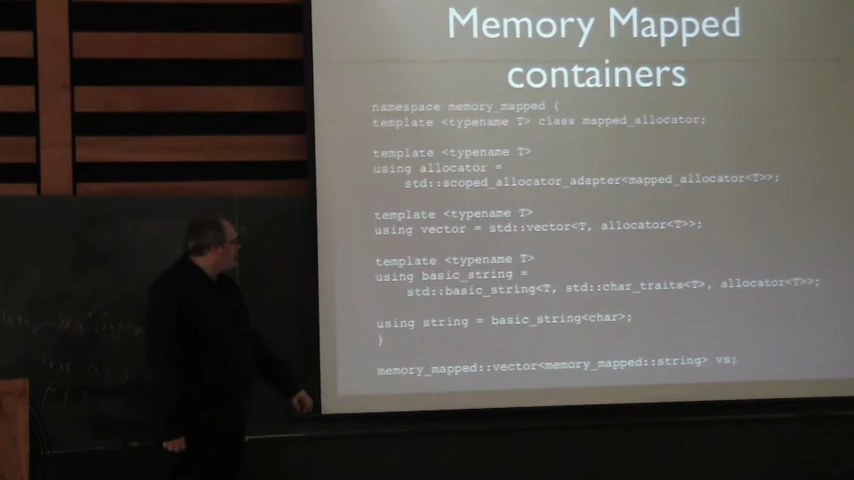 Memory Mapped
containers
namespace memory_mapped {
template <typename T> class mapped_allocator;
template <typename T>
using allocator =
std::scoped_allocator_adapter<mapped_allocator<T>>;
template <typename T>
using vector = std::vector<T, allocator<T>>;
template <typename T>
using basic_string =
std::basic_string<T, std::char_traits<T>, allocator<T>>;
using string = basic_string<char>;
}
memory_mapped::vector<memory_mapped::string> vs;